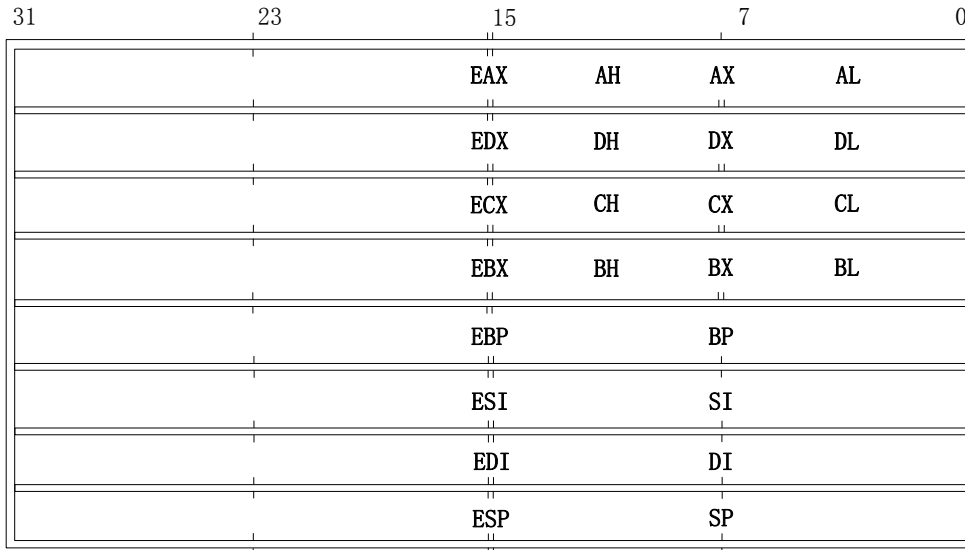 31 23 15 7 0
EAX AH AX AL
EDX DH DX DL
ECX CH CX CL
EBX BH BX BL
EBP BP
ESI SI
EDI DI
ESP SP